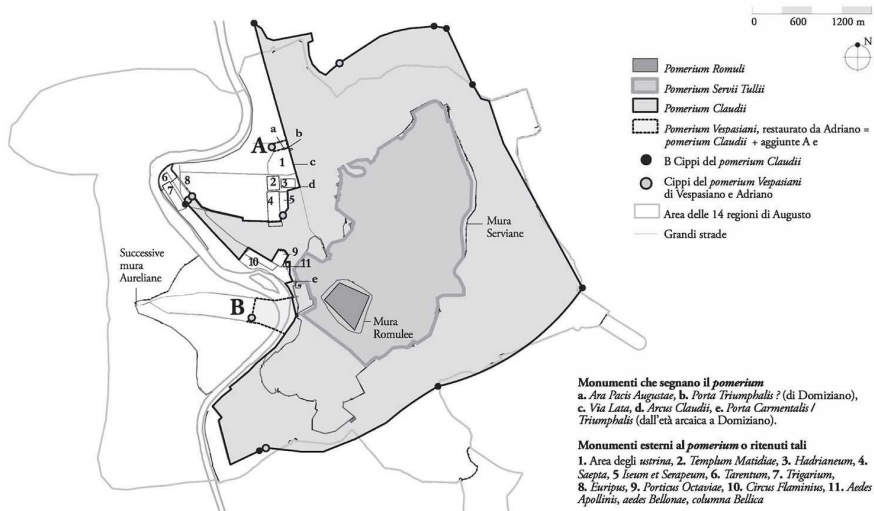 0 600 1200 m
N
Pomerium Romuli
Pomerium Servii Tullii
Pomerium Claudii
Pomerium Vespasiani, restaurato da Adriano =
pomerium Claudii + aggiunte A e
B Cippi del pomerium Claudii
Cippi del pomerium Vespasiani
di Vespasiano e Adriano
Area delle 14 regioni di Augusto
Grandi strade
a
b
A
1
c
6
8
2
3
d
7
4
5
Mura
Serviane
9
10
11
Successive
mura
Aureliane
e
B
Mura
Romulee
Monumenti che segnano il pomerium
a. Ara Pacis Augustae, b. Porta Triumphalis ? (di Domiziano),
c. Via Lata, d. Arcus Claudii, e. Porta Carmentalis /
Triumphalis (dall'età arcaica a Domiziano).
Monumenti esterni al pomerium o ritenuti tali
1. Area degli ustrina, 2. Templum Matidiae, 3. Hadrianeum, 4.
Saepta, 5 Iseum et Serapeum, 6. Tarentum, 7. Trigarium,
8. Euripus, 9. Porticus Octaviae, 10. Circus Flaminius, 11. Aedes
Apollinis, aedes Bellonae, columna Bellica